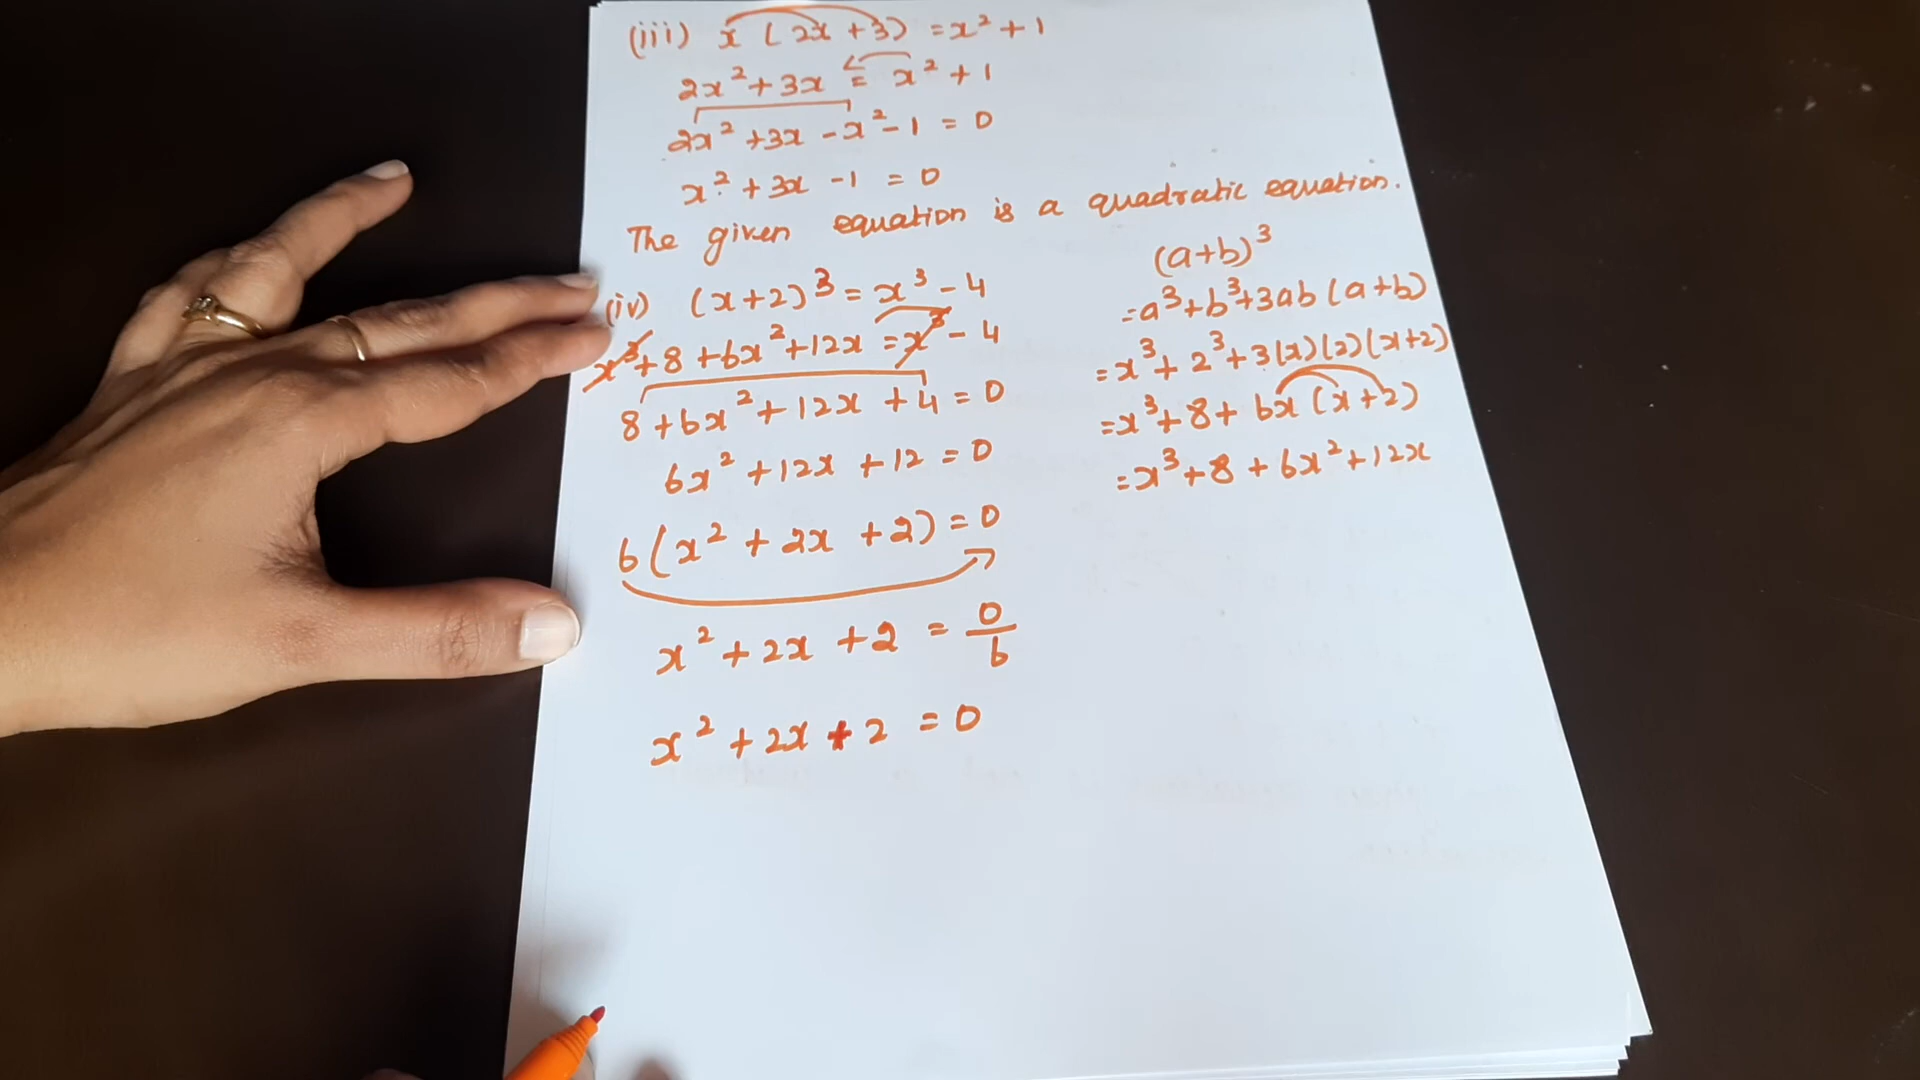 (iii) x (2x + 3) = x² + 1
2x² + 3x = x² + 1
2x² + 3x - x² - 1 = 0
x² + 3x - 1 = 0
The given equation is a quadratic equation.
(iv) (x+2)³ = x³ - 4
x³ + 8 + 6x² + 12x = x³ - 4
8 + 6x² + 12x + 4 = 0
6x² + 12x + 12 = 0
6(x² + 2x + 2) = 0
x² + 2x + 2 = 0/6
x² + 2x + 2 = 0
(a+b)³
= a³ + b³ + 3ab (a+b)
= x³ + 2³ + 3(x)(2)(x+2)
= x³ + 8 + 6x (x+2)
= x³ + 8 + 6x² + 12x